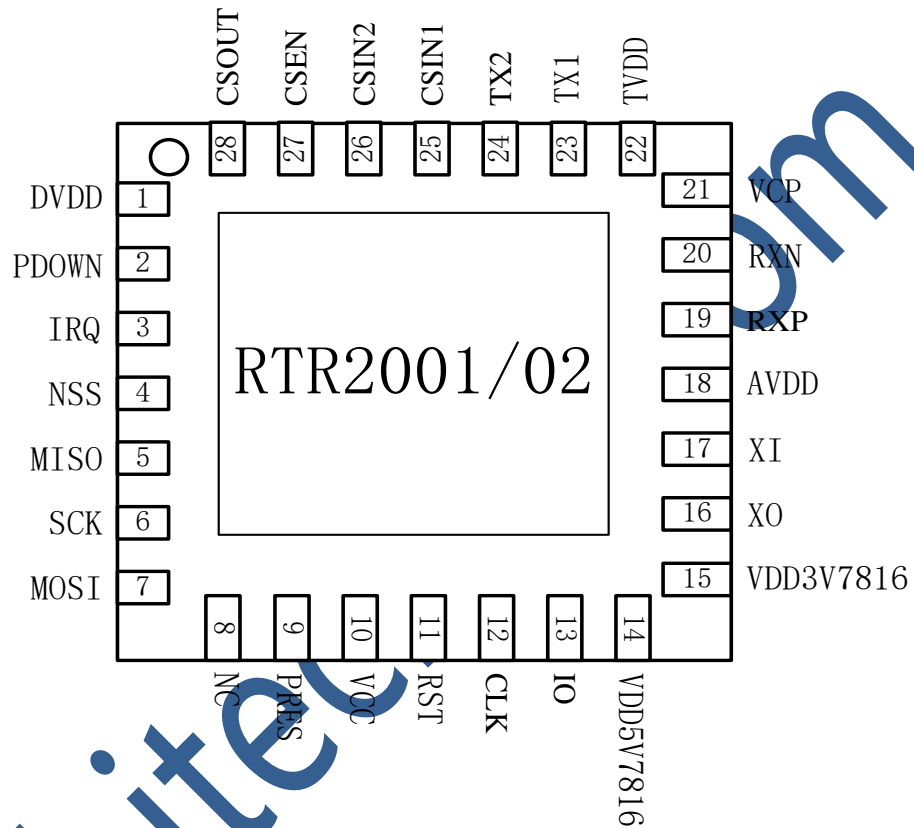 CSOUT
CSEN
CSIN2
CSIN1
TX2
TX1
TVDD
28
27
26
25
24
23
22
DVDD 1
PDOWN 2
IRQ 3
NSS 4
MISO 5
SCK 6
MOSI 7
RTR2001/02
21 VCP
20 RXN
19 RXP
18 AVDD
17 XI
16 XO
15 VDD3V7816
8
9
10
11
12
13
14
NC
PRES
VCC
RST
CLK
IO
VDD5V7816